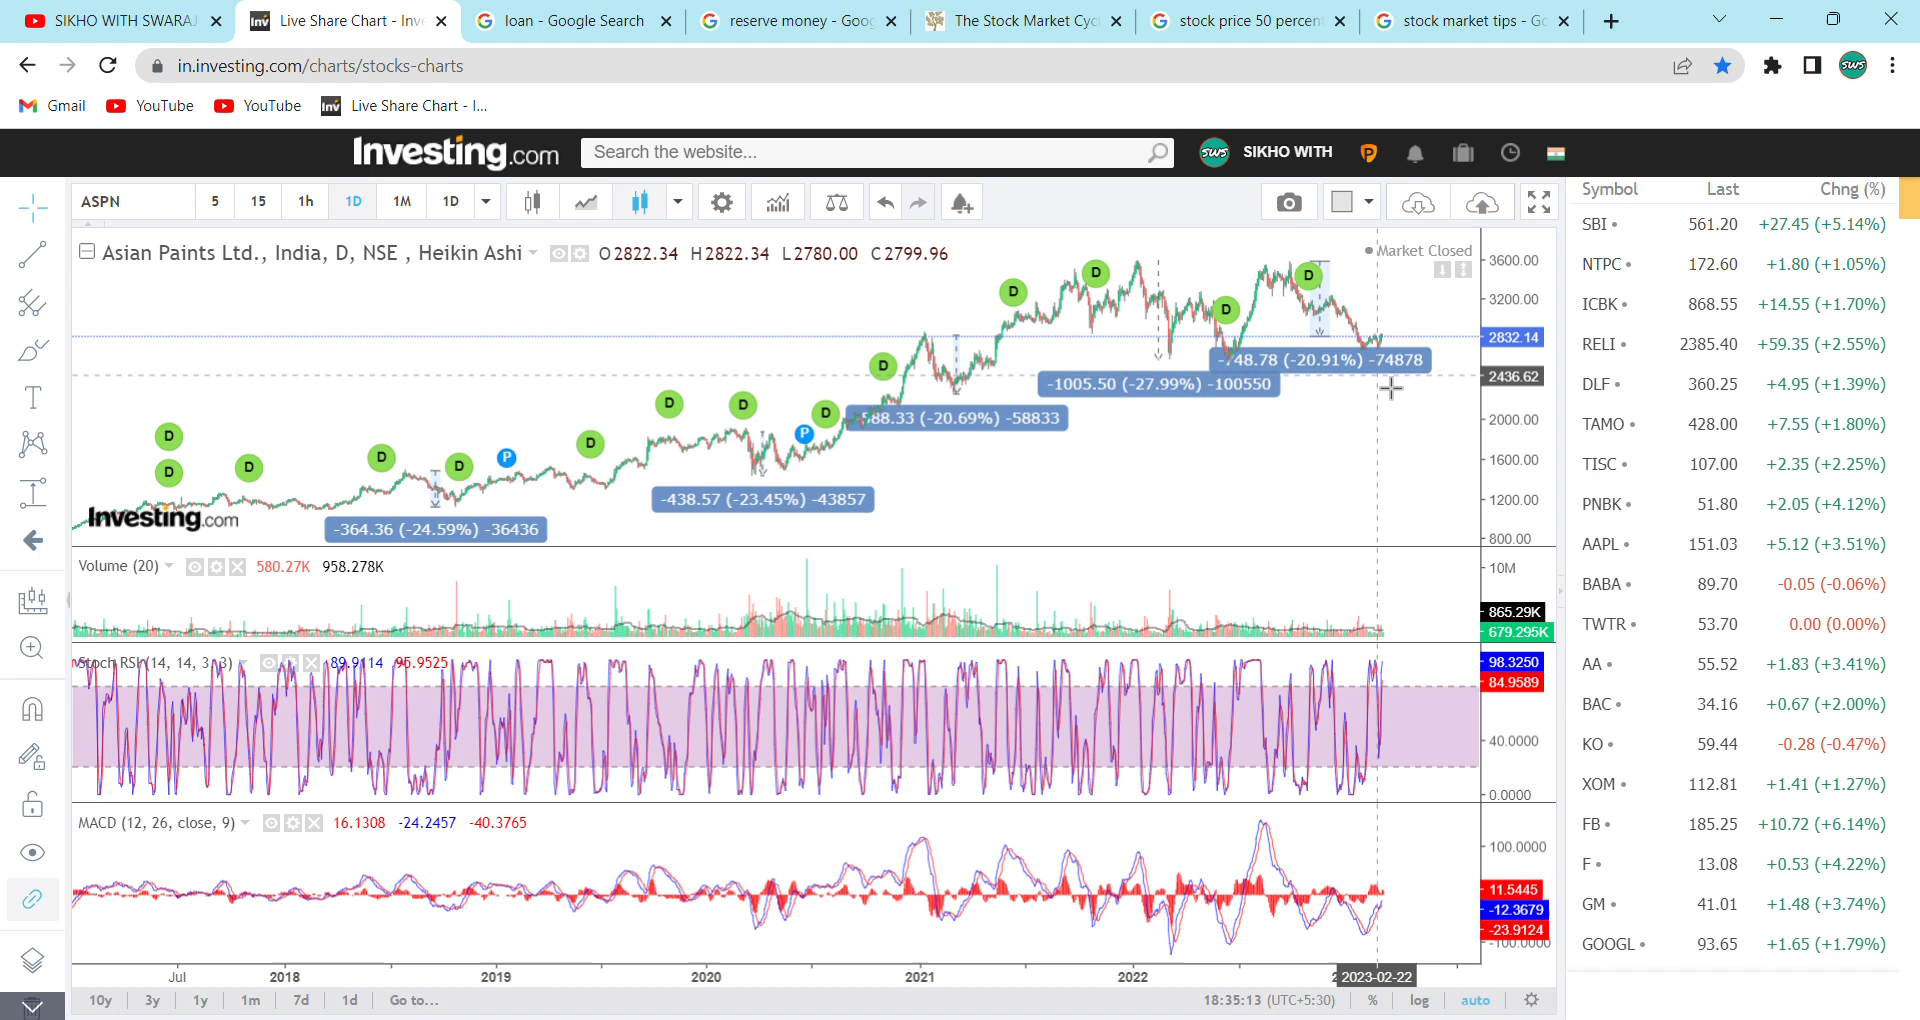 SIKHO WITH SWARAJ
Live Share Chart - Inve
loan - Google Search
reserve money - Goog
The Stock Market Cyc
stock price 50 percent
stock market tips - Go
in.investing.com/charts/stocks-charts
sws
Gmail
YouTube
YouTube
Inv Live Share Chart - I...
Investing.com
Search the website...
sws SIKHO WITH
P
ASPN
5
15
1h
1D
1M
1D
Symbol Last Chng (%)
Asian Paints Ltd., India, D, NSE , Heikin Ashi
O 2822.34 H 2822.34 L 2780.00 C 2799.96
Market Closed
3600.00
3200.00
2832.14
2436.62
2000.00
1600.00
1200.00
800.00
D
D
D
D
D
D
D
D
D
D
D
D
D
D
P
P
-748.78 (-20.91%) -74878
-1005.50 (-27.99%) -100550
88.33 (-20.69%) -58833
-438.57 (-23.45%) -43857
-364.36 (-24.59%) -36436
Investing.com
Volume (20) 580.27K 958.278K
10M
865.29K
679.295K
Stoch RSI (14, 14, 3, 3) 89.9114 95.9525
98.3250
84.9589
40.0000
0.0000
MACD (12, 26, close, 9) 16.1308 -24.2457 -40.3765
100.0000
11.5445
-12.3679
-23.9124
-100.0000
Jul 2018 2019 2020 2021 2022 2023-02-22
10y 3y 1y 1m 7d 1d Go to...
18:35:13 (UTC+5:30) % log auto
SBI 561.20 +27.45 (+5.14%)
NTPC 172.60 +1.80 (+1.05%)
ICBK 868.55 +14.55 (+1.70%)
RELI 2385.40 +59.35 (+2.55%)
DLF 360.25 +4.95 (+1.39%)
TAMO 428.00 +7.55 (+1.80%)
TISC 107.00 +2.35 (+2.25%)
PNBK 51.80 +2.05 (+4.12%)
AAPL 151.03 +5.12 (+3.51%)
BABA 89.70 -0.05 (-0.06%)
TWTR 53.70 0.00 (0.00%)
AA 55.52 +1.83 (+3.41%)
BAC 34.16 +0.67 (+2.00%)
KO 59.44 -0.28 (-0.47%)
XOM 112.81 +1.41 (+1.27%)
FB 185.25 +10.72 (+6.14%)
F 13.08 +0.53 (+4.22%)
GM 41.01 +1.48 (+3.74%)
GOOGL 93.65 +1.65 (+1.79%)